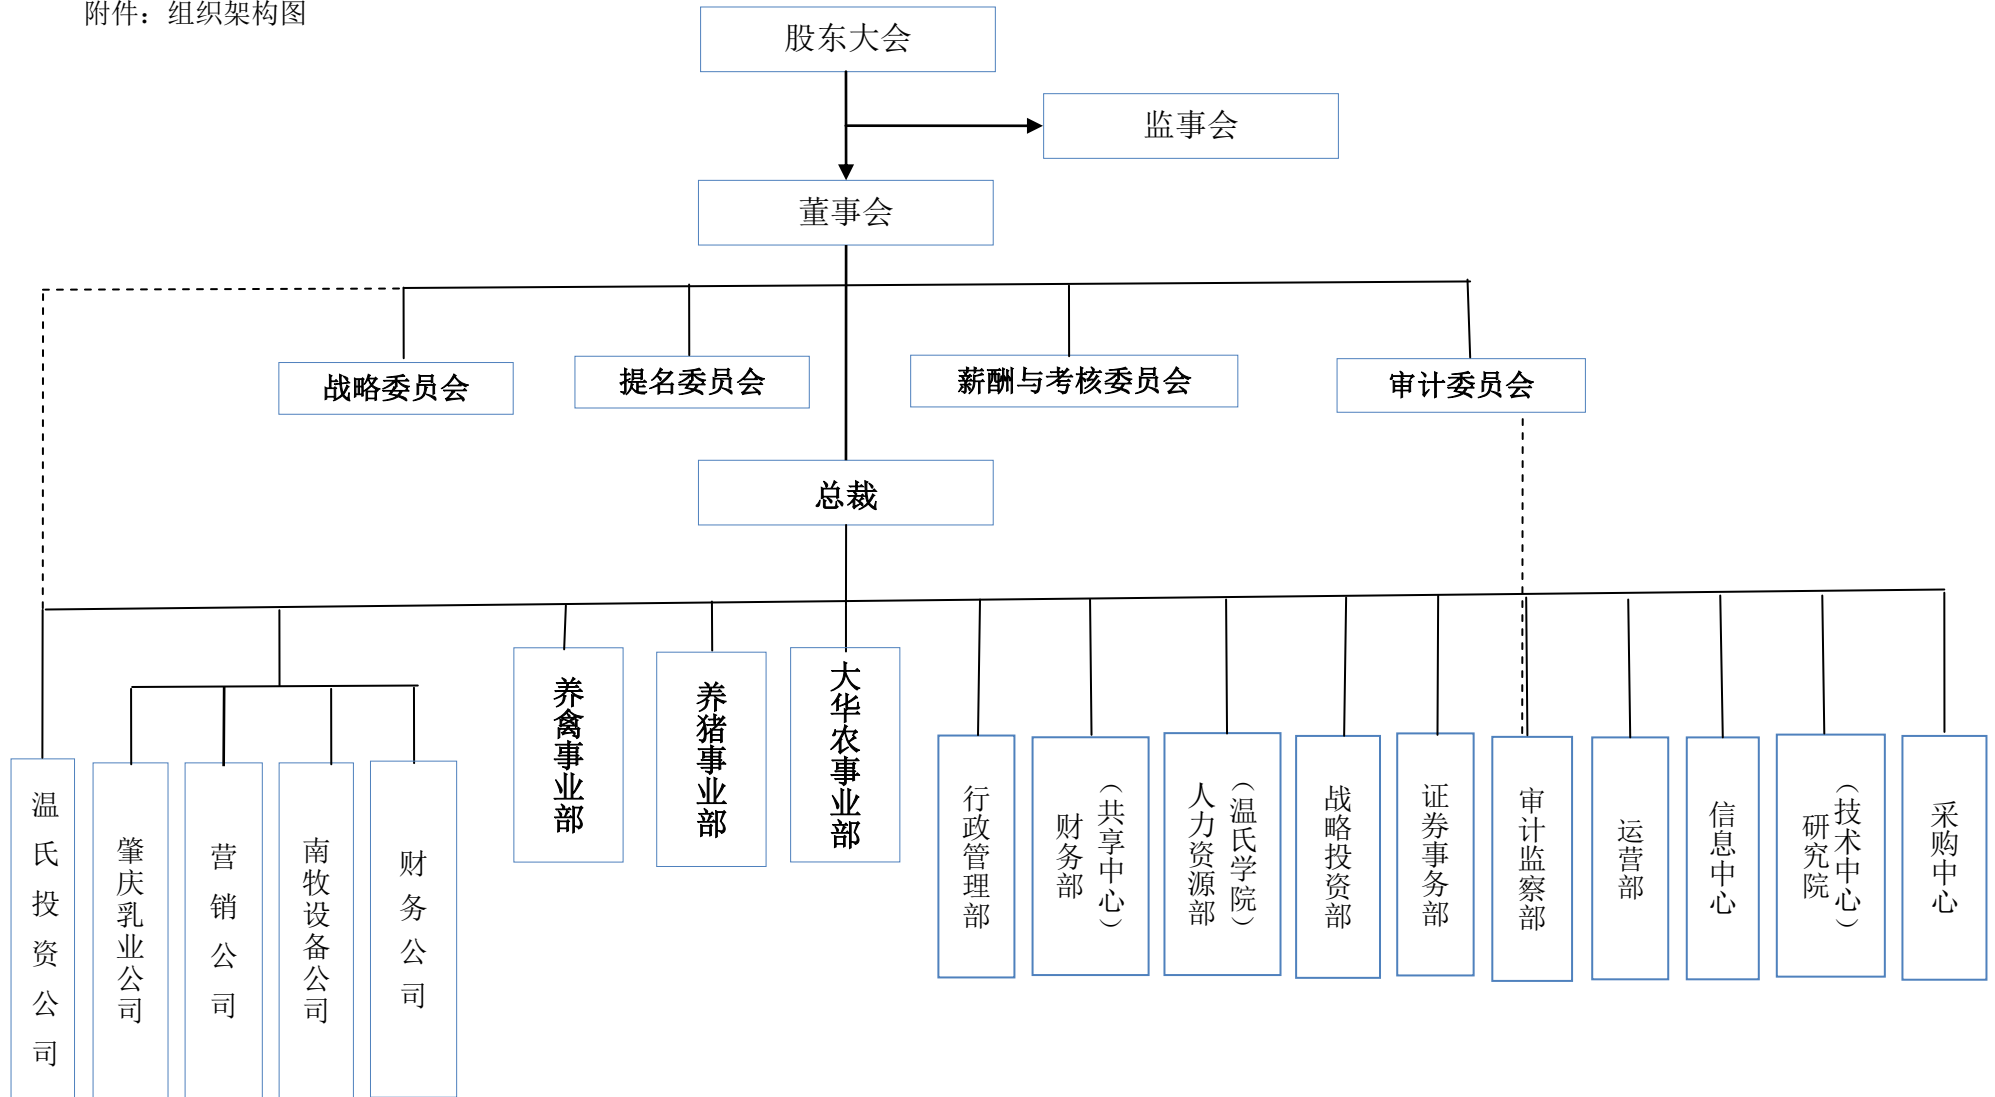 附件：组织架构图
股东大会
监事会
董事会
战略委员会
提名委员会
薪酬与考核委员会
审计委员会
总裁
温氏投资公司
肇庆乳业公司
营销公司
南牧设备公司
财务公司
养禽事业部
养猪事业部
大华农事业部
行政管理部
财务部
（共享中心）
人力资源部
（温氏学院）
战略投资部
证券事务部
审计监察部
运营部
信息中心
研究院
（技术中心）
采购中心